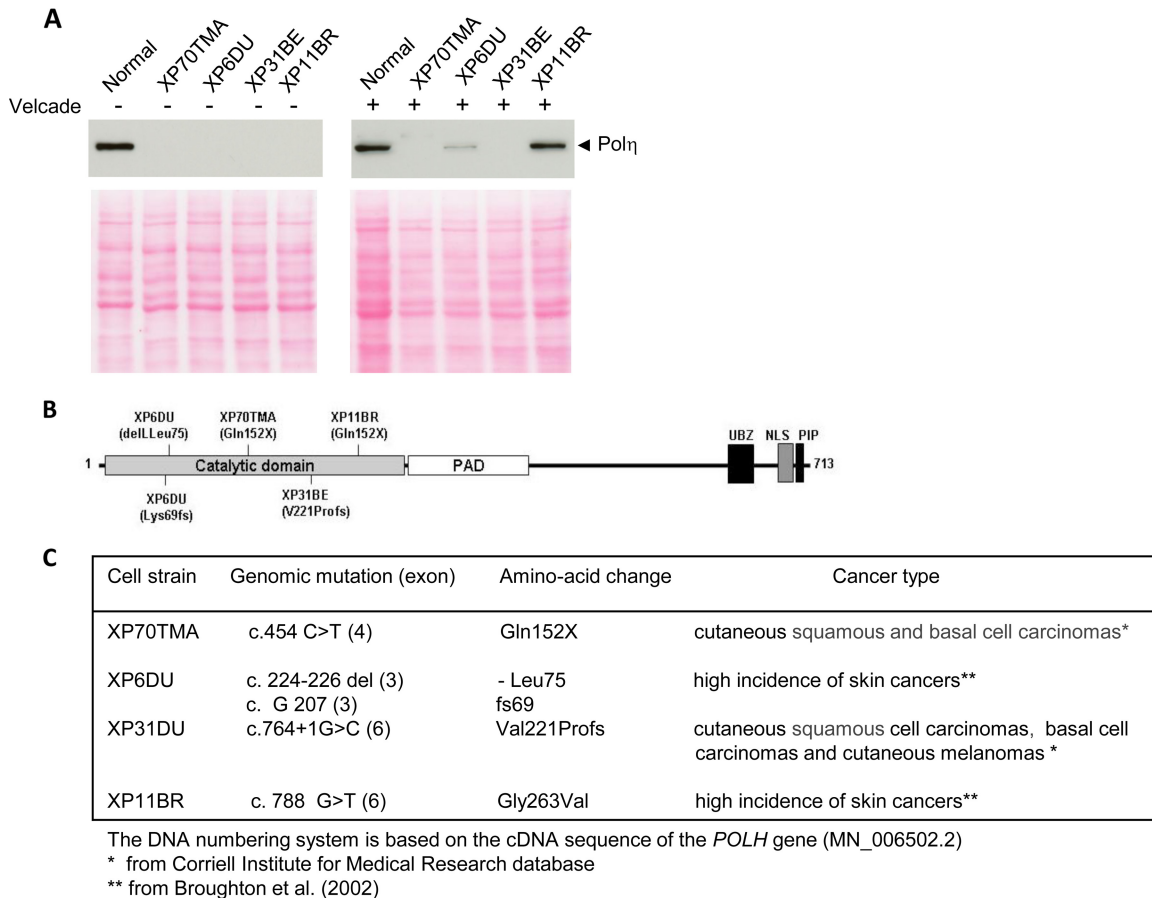 A
Normal XP70TMA XP6DU XP31BE XP11BR Normal XP70TMA XP6DU XP31BE XP11BR
Velcade - - - - - + + + + +
◄ Polη
B
XP6DU XP70TMA XP11BR
(delLLeu75) (Gln152X) (Gln152X)
UBZ NLS PIP
1 Catalytic domain PAD 713
XP6DU XP31BE
(Lys69fs) (V221Profs)
C
Cell strain Genomic mutation (exon) Amino-acid change Cancer type
XP70TMA c.454 C>T (4) Gln152X cutaneous squamous and basal cell carcinomas*
XP6DU c. 224-226 del (3) - Leu75 high incidence of skin cancers**
c. G 207 (3) fs69
XP31DU c.764+1G>C (6) Val221Profs cutaneous squamous cell carcinomas, basal cell
carcinomas and cutaneous melanomas *
XP11BR c. 788 G>T (6) Gly263Val high incidence of skin cancers**
The DNA numbering system is based on the cDNA sequence of the POLH gene (MN_006502.2)
* from Corriell Institute for Medical Research database
** from Broughton et al. (2002)